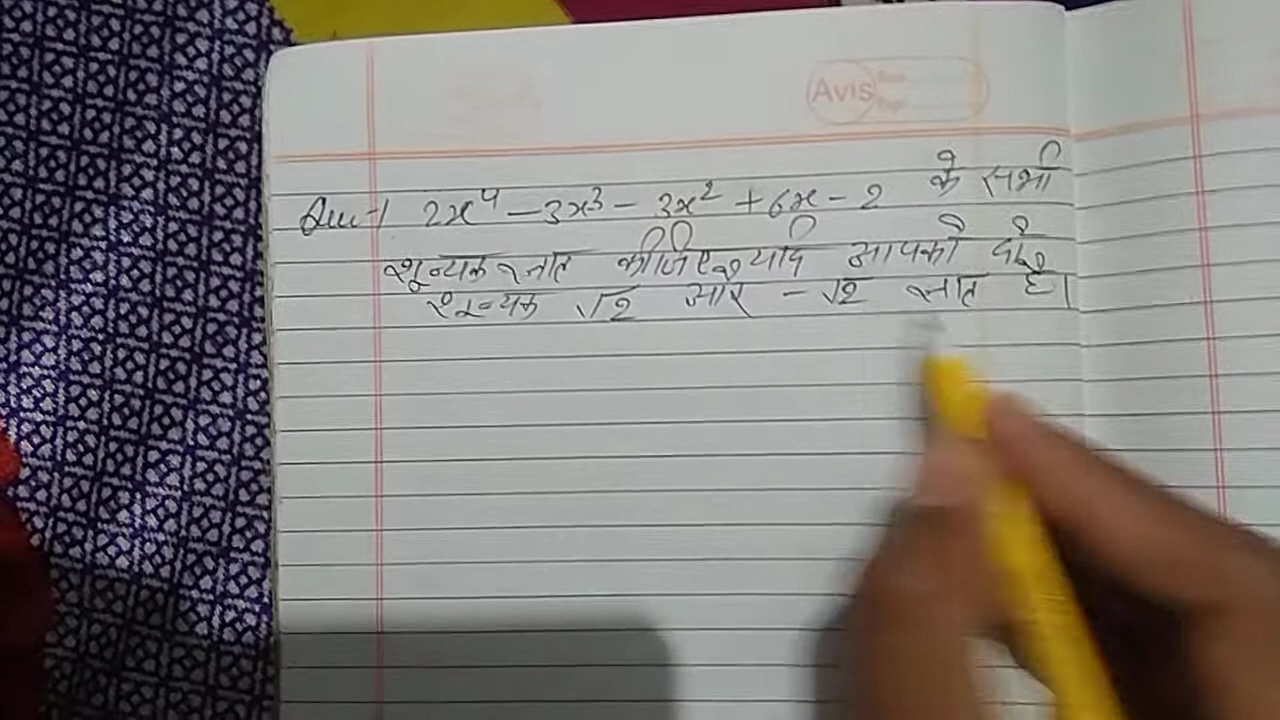 Avis
Que-1 2x⁴ - 3x³ - 3x² + 6x - 2 के सभी
शून्यक ज्ञात कीजिए, यदि आपको दो
शून्यक √2 और - √2 ज्ञात है।